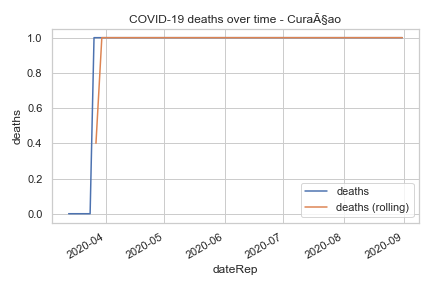 COVID-19 deaths over time - CuraÃ§ao
deaths
1.0
0.8
0.6
0.4
0.2
0.0
deaths
deaths (rolling)
2020-04
2020-05
2020-06
2020-07
2020-08
2020-09
dateRep